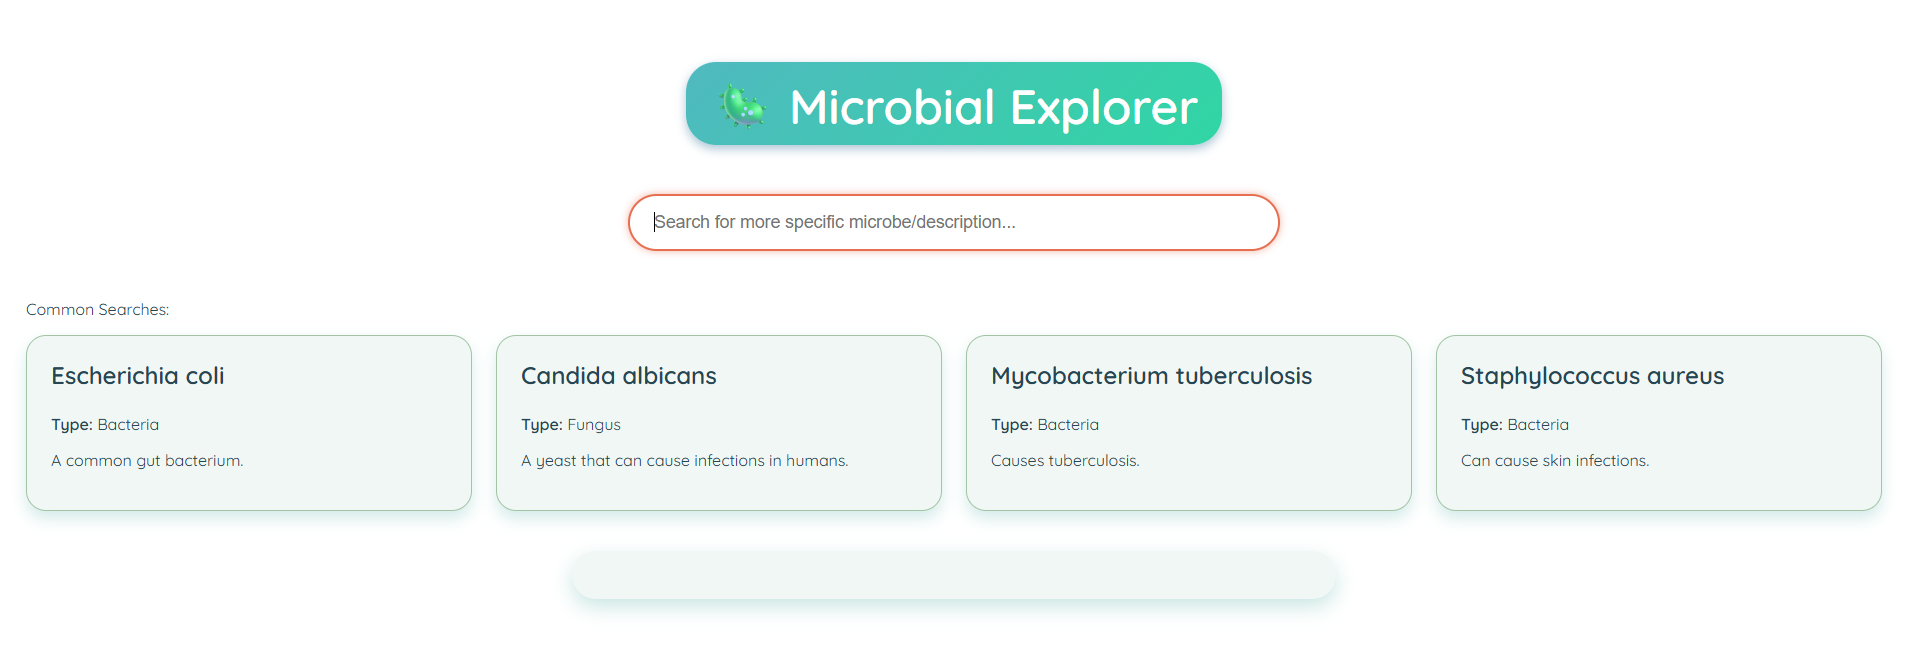 Microbial Explorer
Search for more specific microbe/description...
Common Searches:
Escherichia coli
Type: Bacteria
A common gut bacterium.
Candida albicans
Type: Fungus
A yeast that can cause infections in humans.
Mycobacterium tuberculosis
Type: Bacteria
Causes tuberculosis.
Staphylococcus aureus
Type: Bacteria
Can cause skin infections.